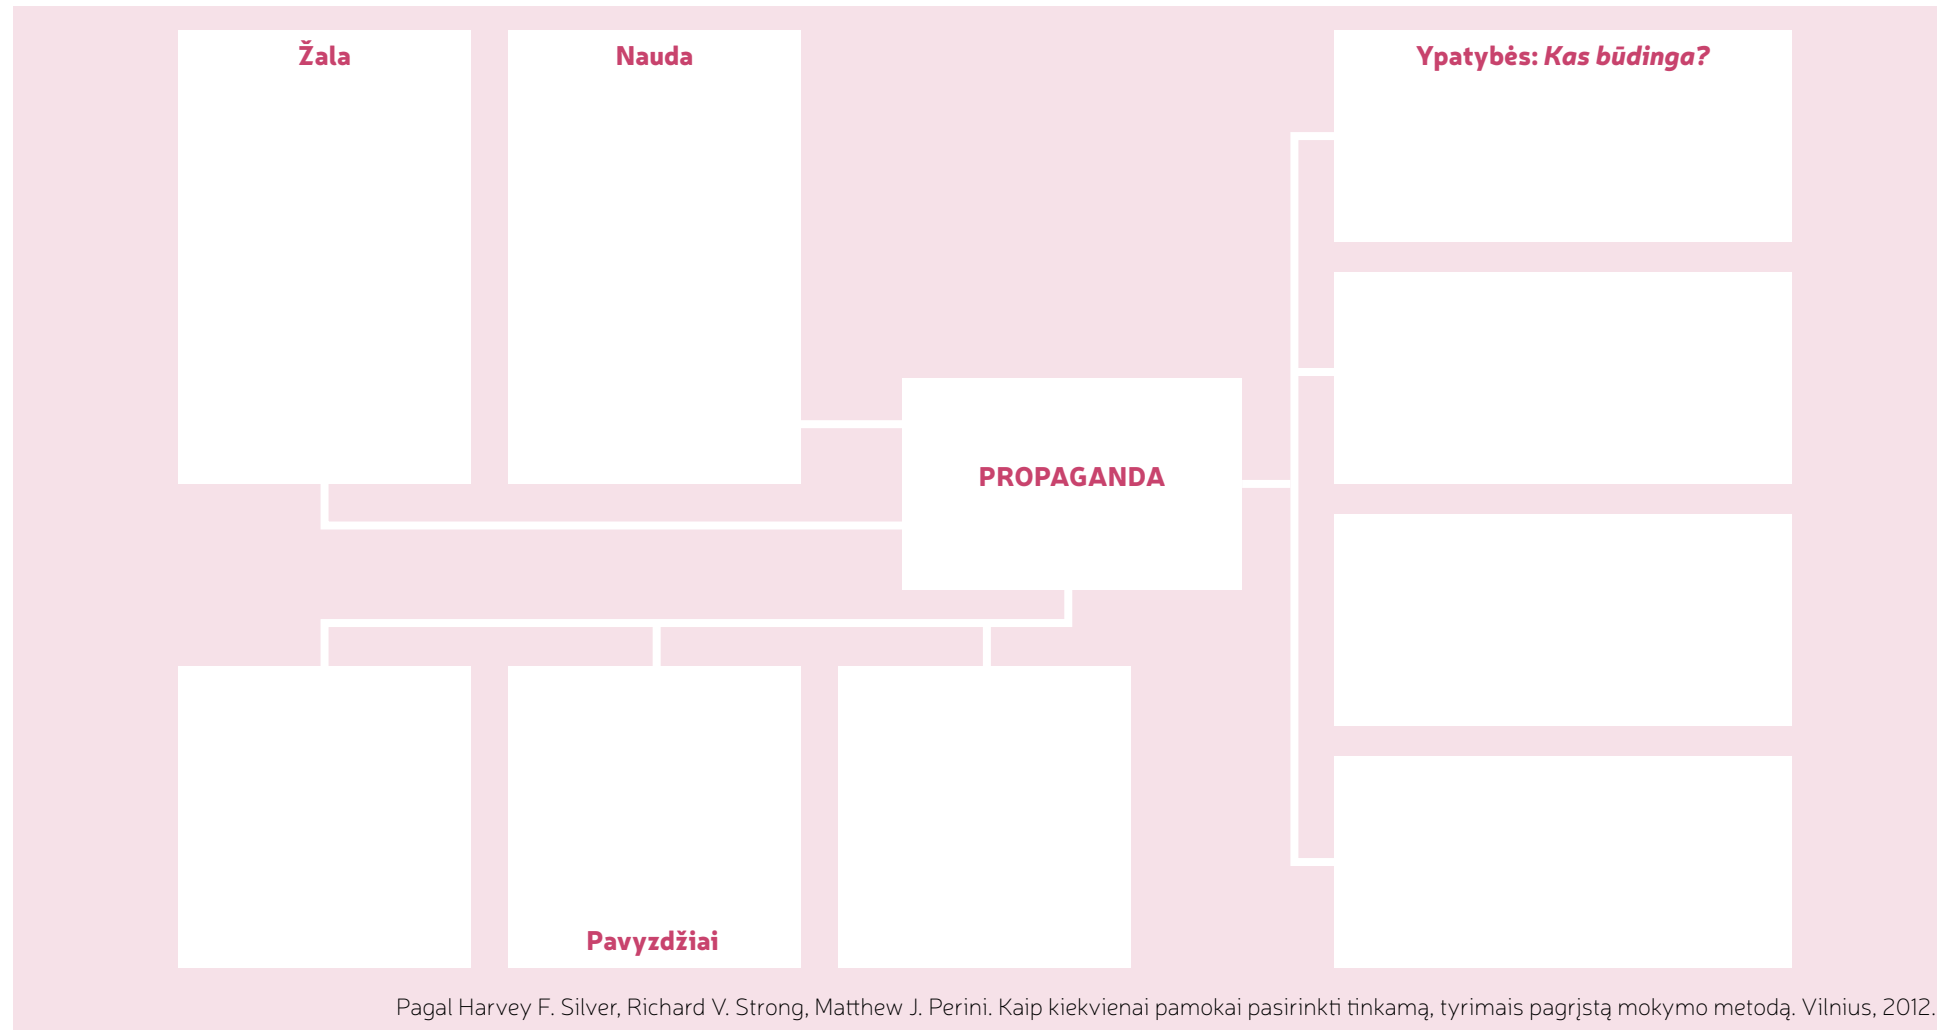 Žala
Nauda
Ypatybės: Kas būdinga?
PROPAGANDA
Pavyzdžiai
Pagal Harvey F. Silver, Richard V. Strong, Matthew J. Perini. Kaip kiekvienai pamokai pasirinkti tinkamą, tyrimais pagrįstą mokymo metodą. Vilnius, 2012.